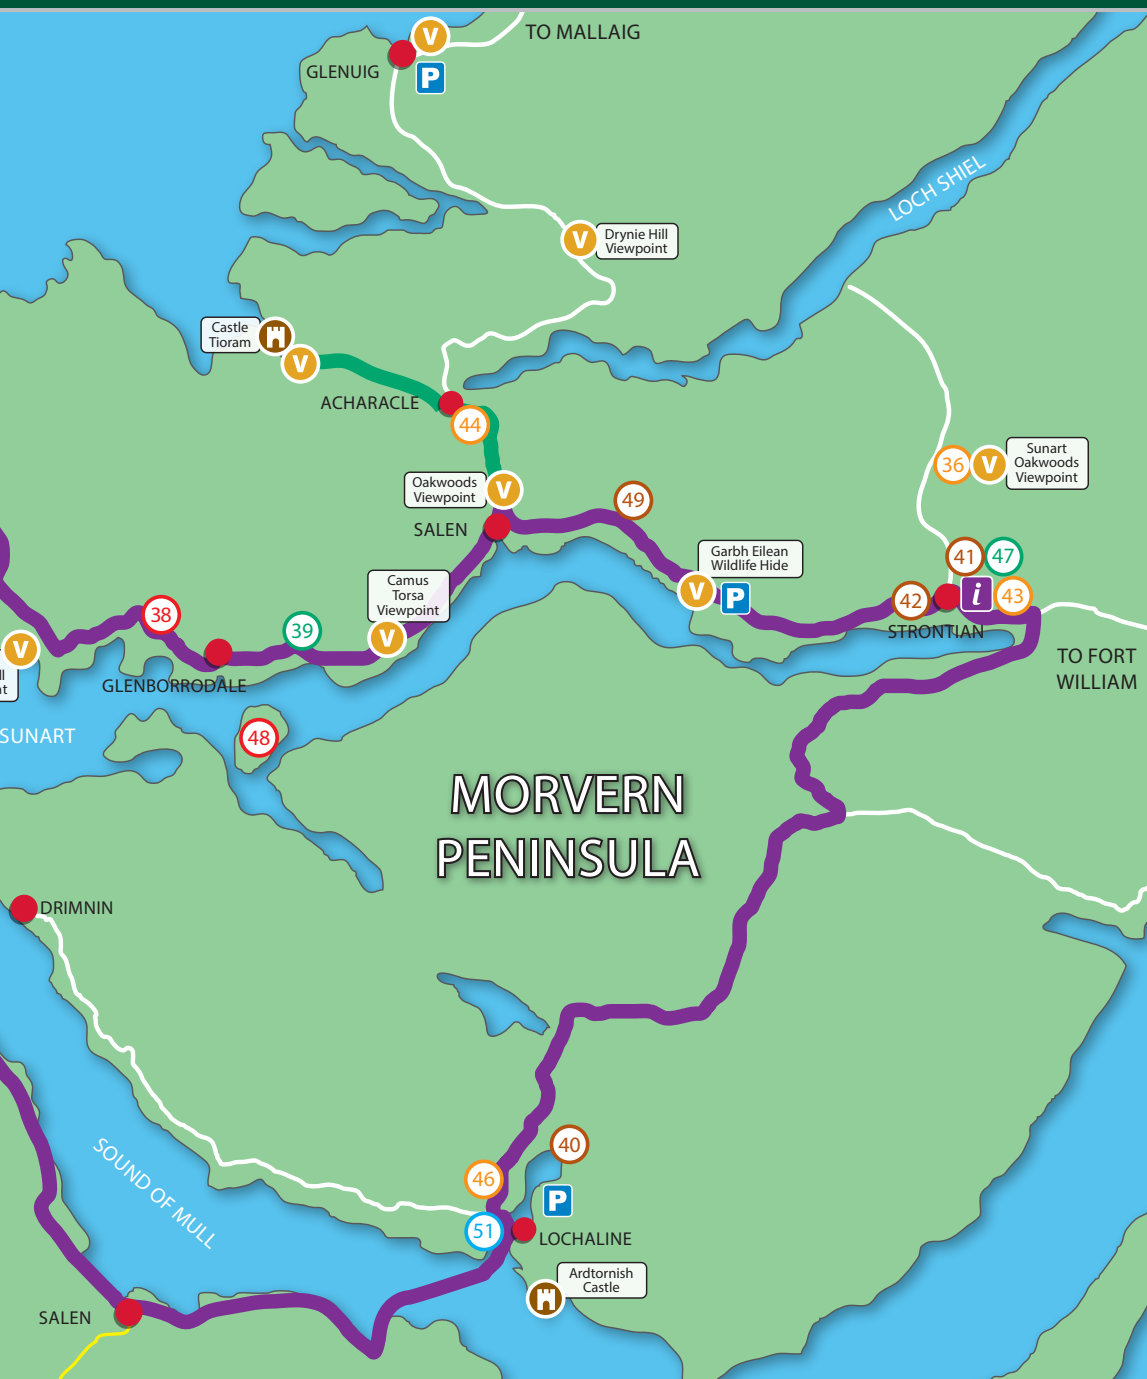 V
TO MALLAIG
GLENUIG
P
LOCH SHIEL
V
Drynie Hill
Viewpoint
Castle
Tioram
V
ACHARACLE
44
36
V
Sunart
Oakwoods
Viewpoint
Oakwoods
Viewpoint
V
49
SALEN
Garbh Eilean
Wildlife Hide
V
P
41
47
42
i
43
STRONTIAN
Camus
Torsa
Viewpoint
V
38
39
V
GLENBORRODALE
TO FORT
WILLIAM
SUNART
48
MORVERN
PENINSULA
DRIMNIN
SOUND OF MULL
40
46
P
51
LOCHALINE
Ardtornish
Castle
SALEN